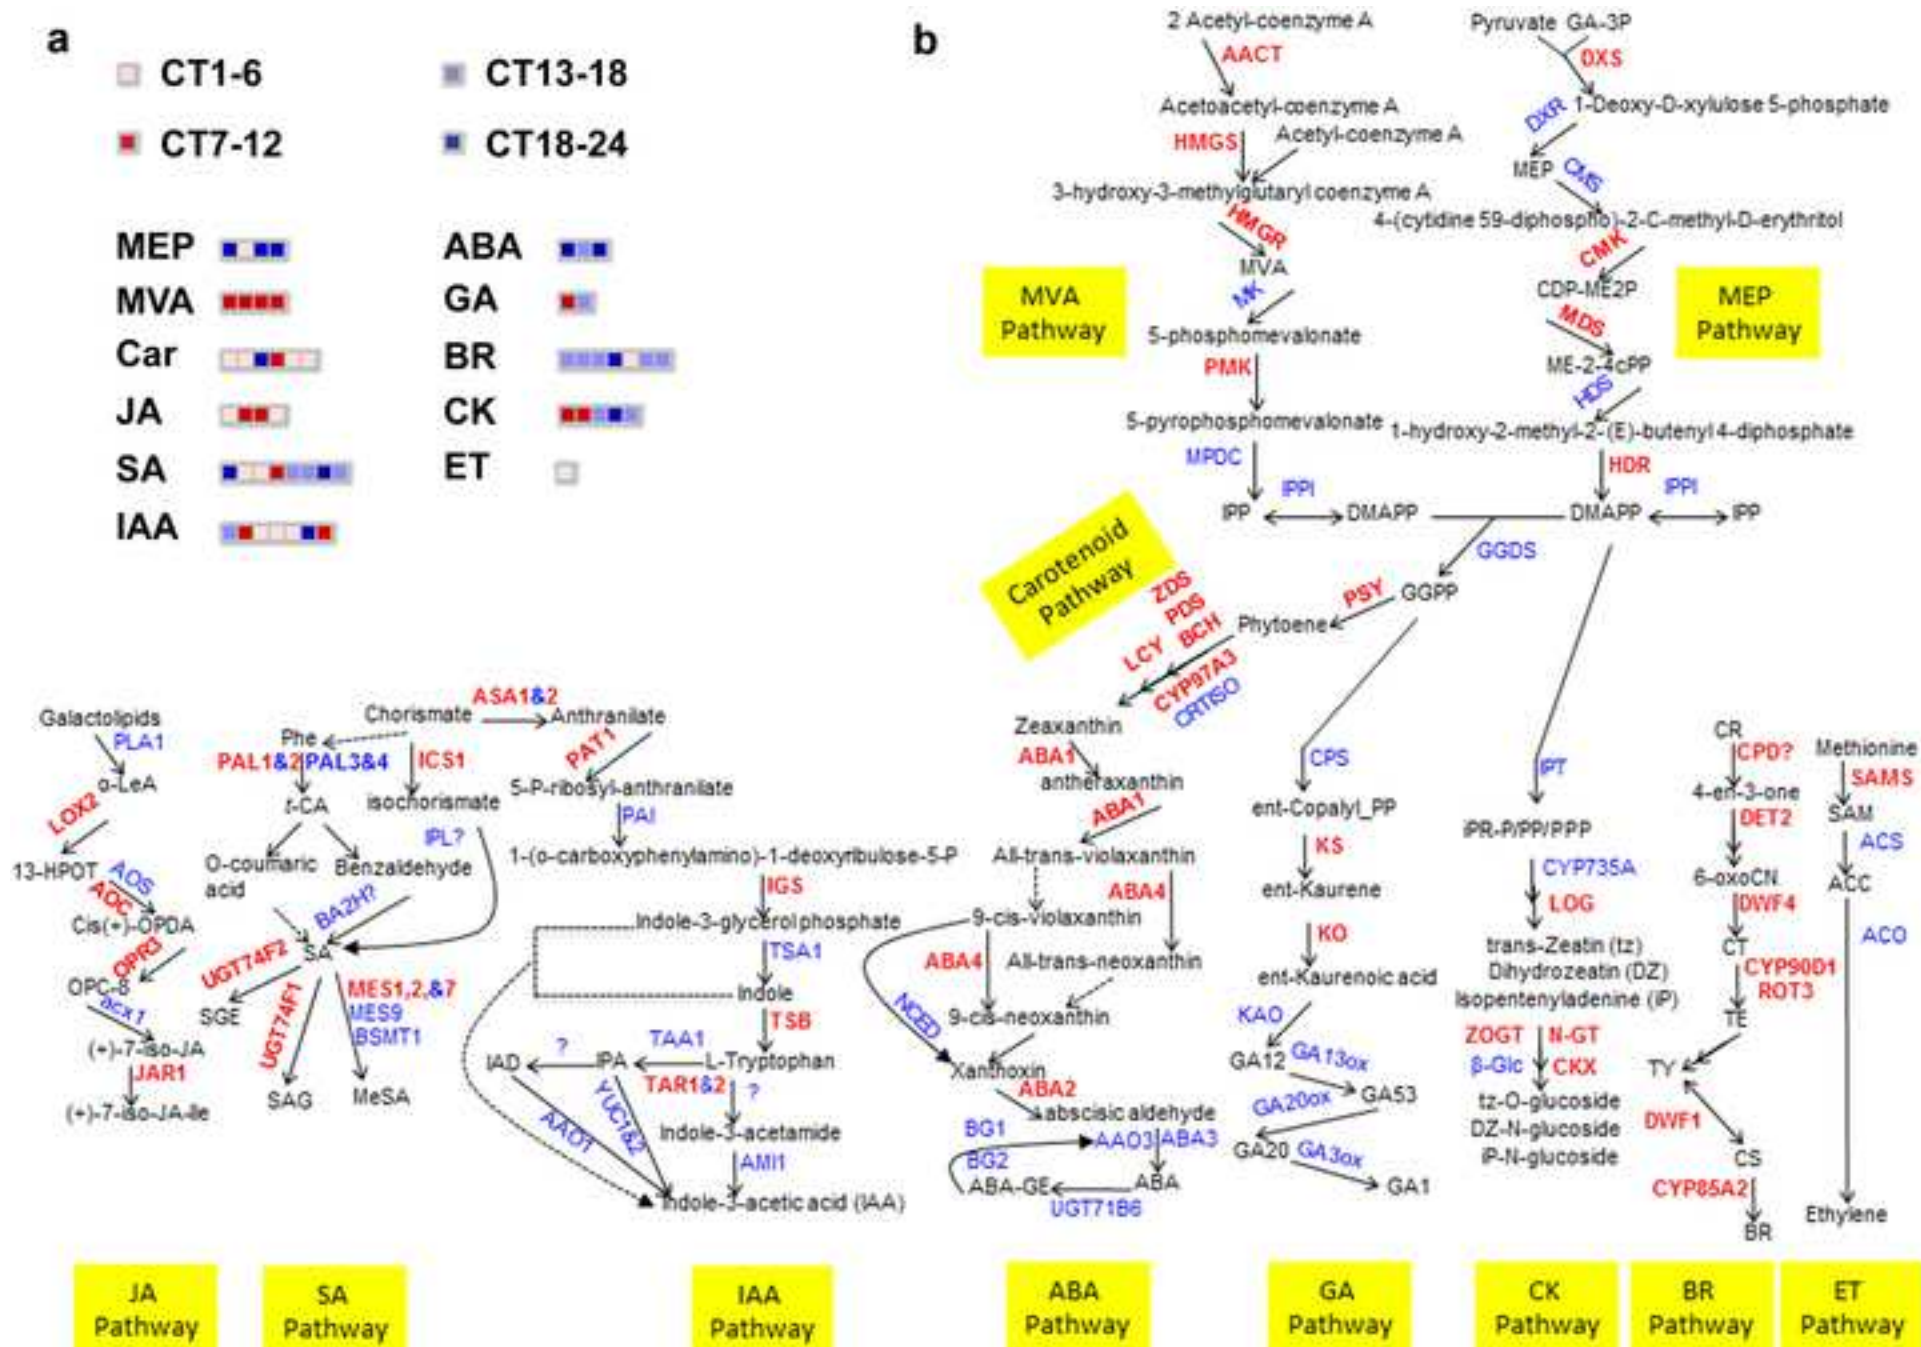 a
CT1-6
CT13-18
CT7-12
CT18-24
MEP
ABA
MVA
GA
Car
BR
JA
CK
SA
ET
IAA
b
2 Acetyl-coenzyme A
AACT
Acetoacetyl-coenzyme A
Acetyl-coenzyme A
HMGS
3-hydroxy-3-methylglutaryl coenzyme A
HMGR
MVA
MK
5-phosphomevalonate
PMK
5-pyrophosphomevalonate
MPDC
IPP
IPPI
DMAPP
MVA
Pathway
Pyruvate GA-3P
DXS
1-Deoxy-D-xylulose 5-phosphate
DXR
MEP
CMS
4-(cytidine 59-diphospho)-2-C-methyl-D-erythritol
CMK
CDP-ME2P
MDS
ME-2-4cPP
HDS
1-hydroxy-2-methyl-2-(E)-butenyl 4-diphosphate
HDR
IPPI
DMAPP
IPP
MEP
Pathway
GGDS
GGPP
PSY
Phytoene
Carotenoid
Pathway
ZDS
PDS
LCY
BCH
CYP97A3
CRTISO
Zeaxanthin
ABA1
antheraxanthin
ABA1
All-trans-violaxanthin
ABA4
9-cis-violaxanthin
ABA4
All-trans-neoxanthin
NCED
9-cis-neoxanthin
Xanthoxin
ABA2
abscisic aldehyde
BG1
AAO3
ABA3
BG2
ABA-GE
ABA
UGT71B6
Galactolipids
PLA1
α-LeA
LOX2
13-HPOT
AOS
AOC
Cis(+)-OPDA
OPR3
OPC-8
acx1
(+)-7-iso-JA
JAR1
(+)-7-iso-JA-Ile
Chorismate
ASA1&2
Anthranilate
Phe
PAL1&2
PAL3&4
ICS1
PAT1
t-CA
isochorismate
5-P-ribosyl-anthranilate
IPL?
PAI
O-coumaric
acid
Benzaldehyde
BA2H?
SA
UGT74F2
SGE
UGT74F1
SAG
MES1,2,&7
MES9
BSMT1
MeSA
1-(o-carboxyphenylamino)-1-deoxyribulose-5-P
IGS
Indole-3-glycerol phosphate
TSA1
Indole
TSB
L-Tryptophan
TAA1
TAR1&2
IPA
?
IAD
?
AAO1
YUC1&2
Indole-3-acetamide
AMI1
Indole-3-acetic acid (IAA)
CPS
ent-Copalyl_PP
KS
ent-Kaurene
KO
ent-Kaurenoic acid
KAO
GA12
GA13ox
GA53
GA20ox
GA20
GA3ox
GA1
IPT
iPR-P/PP/PPP
CYP735A
LOG
trans-Zeatin (tz)
Dihydrozeatin (DZ)
Isopentenyladenine (iP)
ZOGT
N-GT
β-Glc
CKX
tz-O-glucoside
DZ-N-glucoside
iP-N-glucoside
CR
CPD?
4-en-3-one
DET2
6-oxoCN
DWF4
CT
CYP90D1
ROT3
TE
TY
DWF1
CS
CYP85A2
BR
Methionine
SAMS
SAM
ACS
ACC
ACO
Ethylene
JA
Pathway
SA
Pathway
IAA
Pathway
ABA
Pathway
GA
Pathway
CK
Pathway
BR
Pathway
ET
Pathway